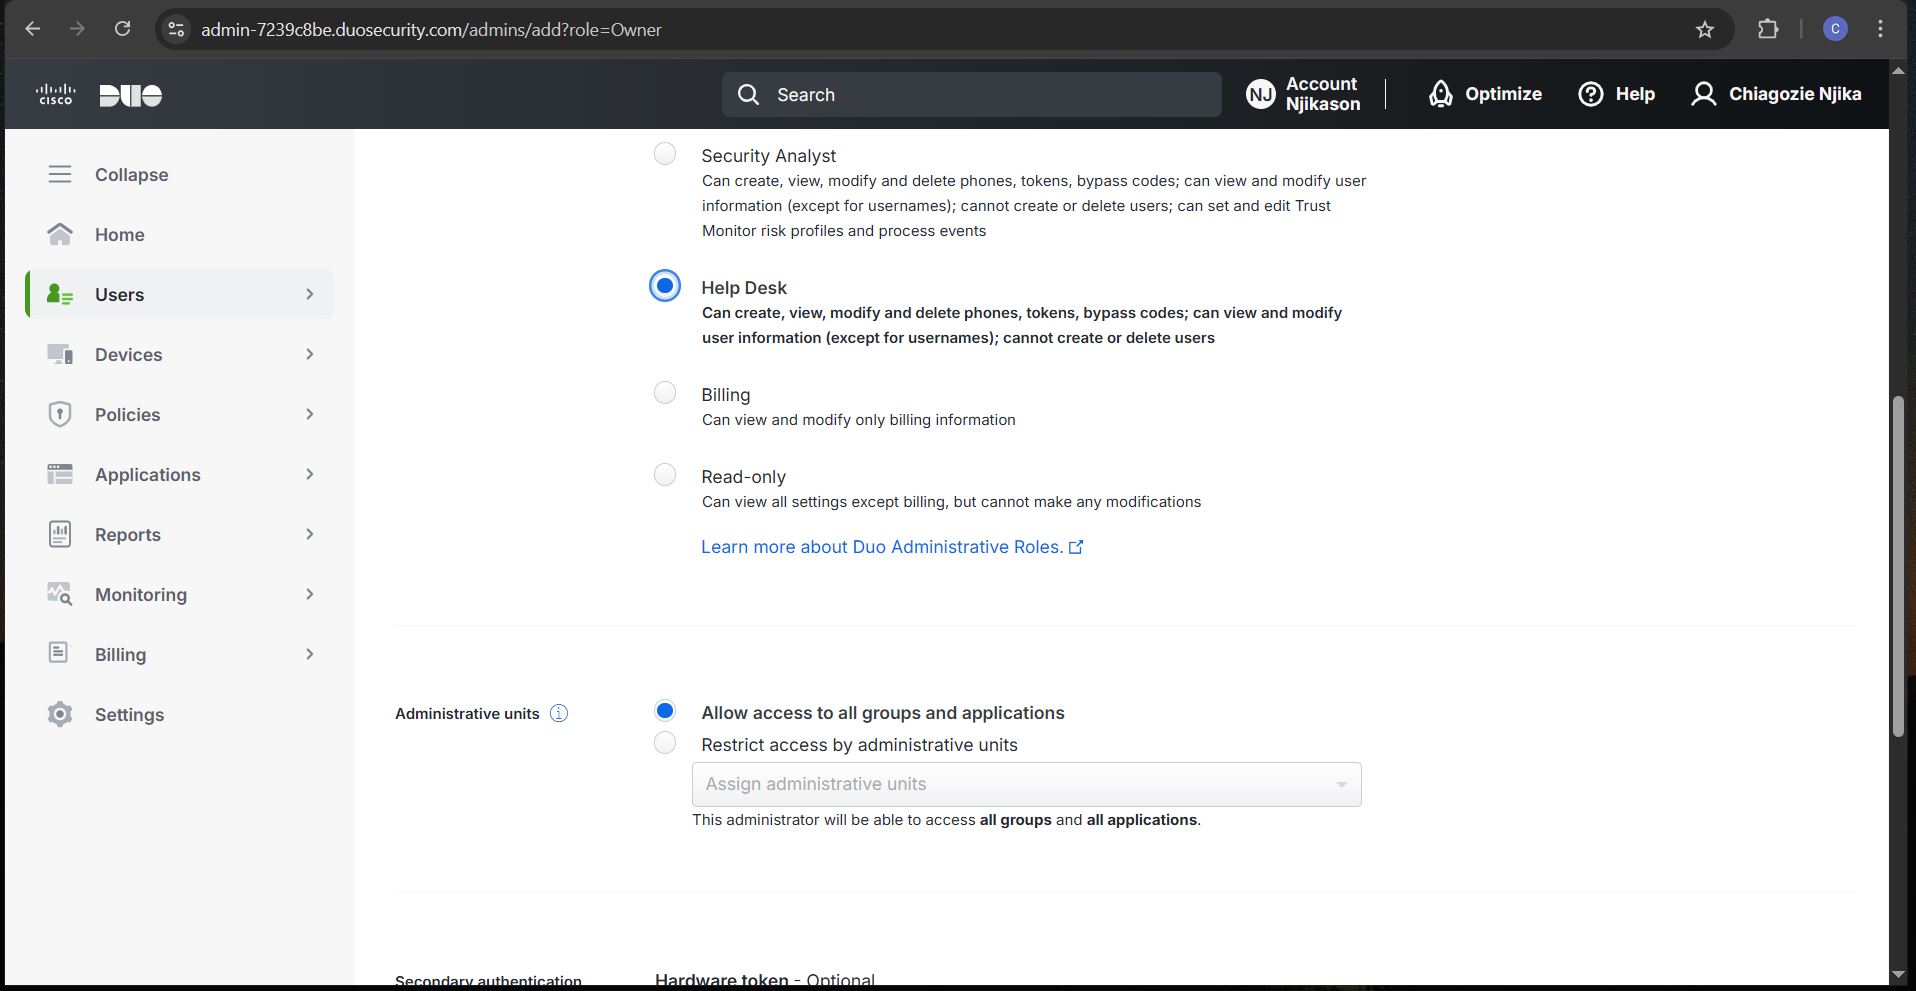 admin-7239c8be.duosecurity.com/admins/add?role=Owner
C
CISCO
DUO
Search
NJ
Account
Njikason
Optimize
Help
Chiagozie Njika
Collapse
Home
Users
Devices
Policies
Applications
Reports
Monitoring
Billing
Settings
Security Analyst
Can create, view, modify and delete phones, tokens, bypass codes; can view and modify user
information (except for usernames); cannot create or delete users; can set and edit Trust
Monitor risk profiles and process events
Help Desk
Can create, view, modify and delete phones, tokens, bypass codes; can view and modify
user information (except for usernames); cannot create or delete users
Billing
Can view and modify only billing information
Read-only
Can view all settings except billing, but cannot make any modifications
Learn more about Duo Administrative Roles.
Administrative units
Allow access to all groups and applications
Restrict access by administrative units
Assign administrative units
This administrator will be able to access all groups and all applications.
Secondary authentication
Hardware token - Optional